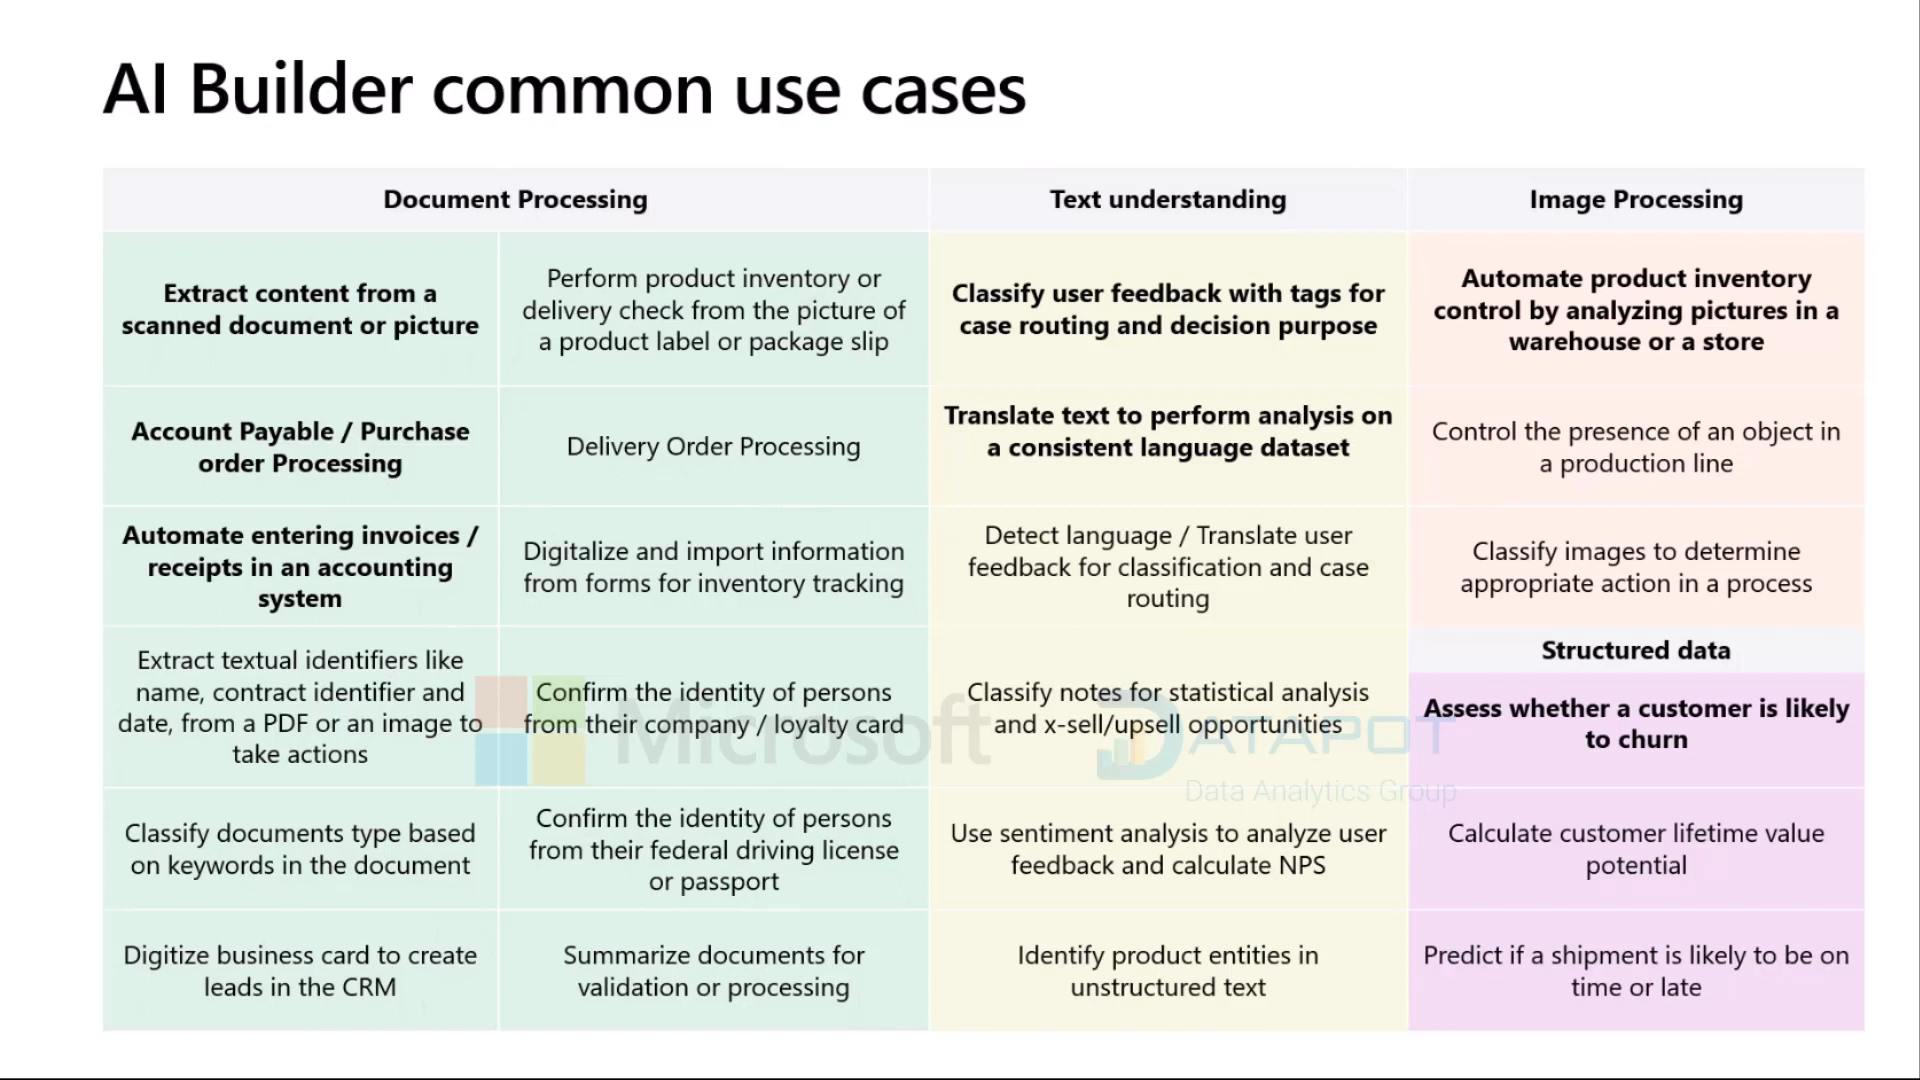 AI Builder common use cases
Document Processing
Text understanding
Image Processing
Extract content from a
scanned document or picture
Perform product inventory or
delivery check from the picture of
a product label or package slip
Classify user feedback with tags for
case routing and decision purpose
Automate product inventory
control by analyzing pictures in a
warehouse or a store
Account Payable / Purchase
order Processing
Delivery Order Processing
Translate text to perform analysis on
a consistent language dataset
Control the presence of an object in
a production line
Automate entering invoices /
receipts in an accounting
system
Digitalize and import information
from forms for inventory tracking
Detect language / Translate user
feedback for classification and case
routing
Classify images to determine
appropriate action in a process
Extract textual identifiers like
name, contract identifier and
date, from a PDF or an image to
take actions
Confirm the identity of persons
from their company / loyalty card
Classify notes for statistical analysis
and x-sell/upsell opportunities
Structured data
Assess whether a customer is likely
to churn
Microsoft
DATAPOT
Data Analytics Group
Classify documents type based
on keywords in the document
Confirm the identity of persons
from their federal driving license
or passport
Use sentiment analysis to analyze user
feedback and calculate NPS
Calculate customer lifetime value
potential
Digitize business card to create
leads in the CRM
Summarize documents for
validation or processing
Identify product entities in
unstructured text
Predict if a shipment is likely to be on
time or late